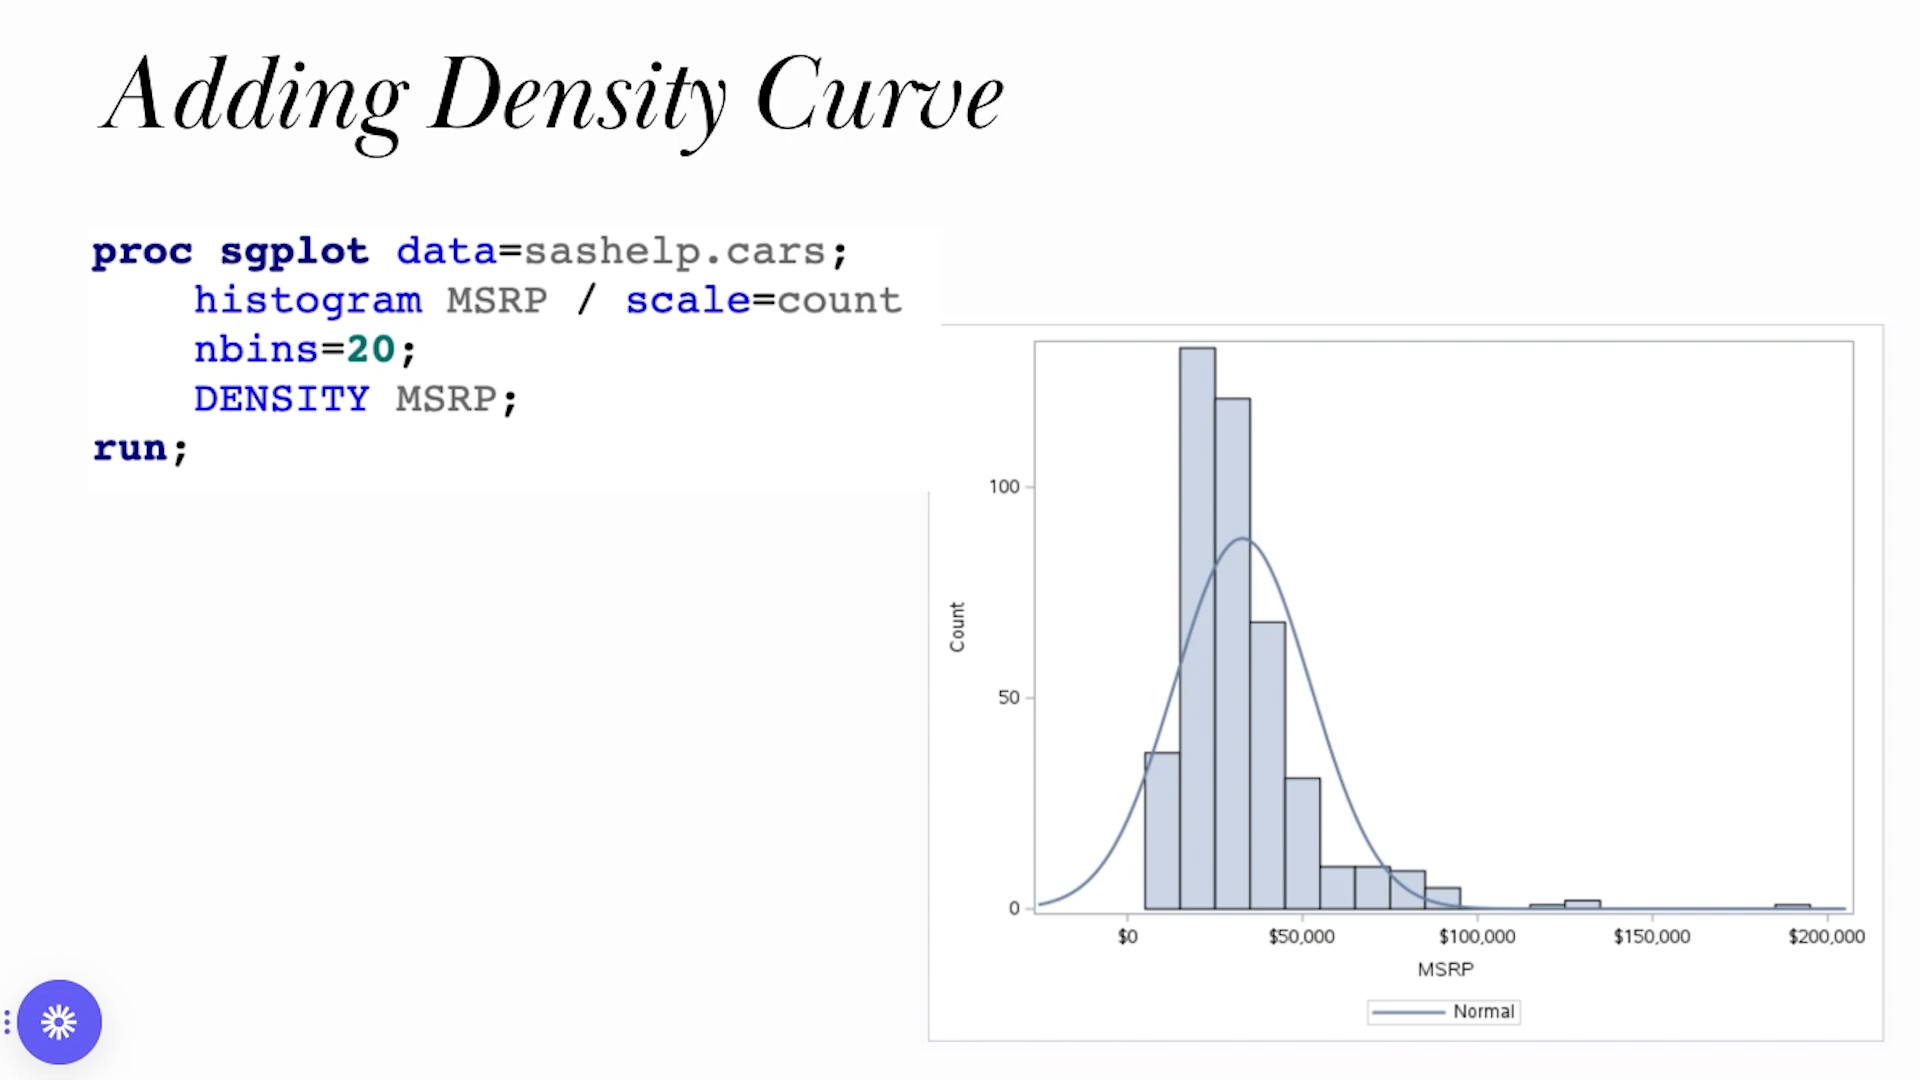 Adding Density Curve
proc sgplot data=sashelp.cars;
histogram MSRP / scale=count
nbins=20;
DENSITY MSRP;
run;
100
50
0
Count
$0 $50,000 $100,000 $150,000 $200,000
MSRP
Normal